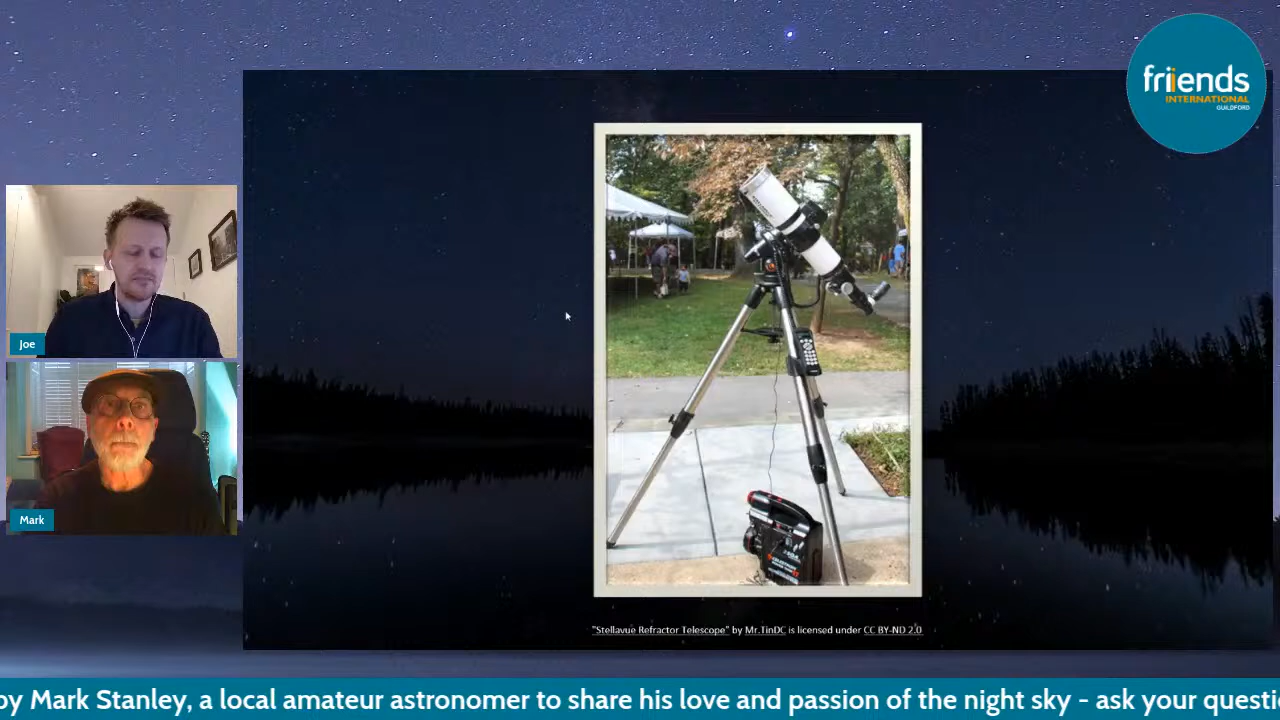 friends
INTERNATIONAL
GUILDFORD
Joe
Mark
"Stellavue Refractor Telescope" by Mr.TinDC is licensed under CC BY-ND 2.0
by Mark Stanley, a local amateur astronomer to share his love and passion of the night sky - ask your questi